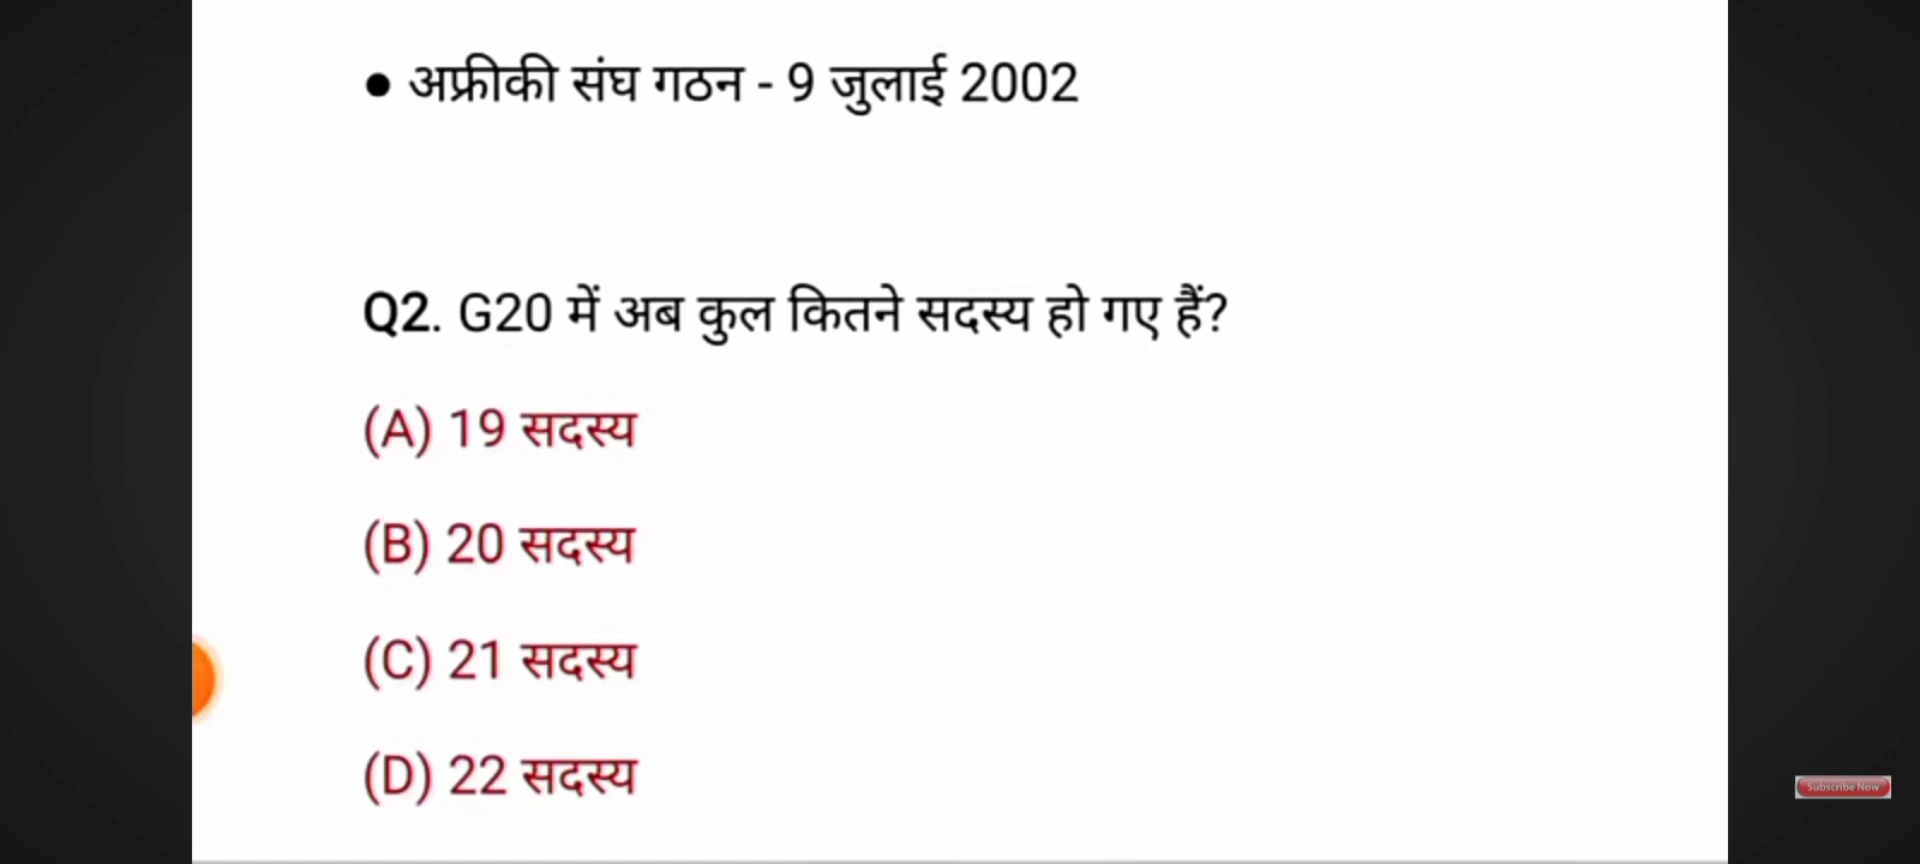 ● अफ्रीकी संघ गठन - 9 जुलाई 2002
Q2. G20 में अब कुल कितने सदस्य हो गए हैं?
(A) 19 सदस्य
(B) 20 सदस्य
(C) 21 सदस्य
(D) 22 सदस्य
Subscribe Now